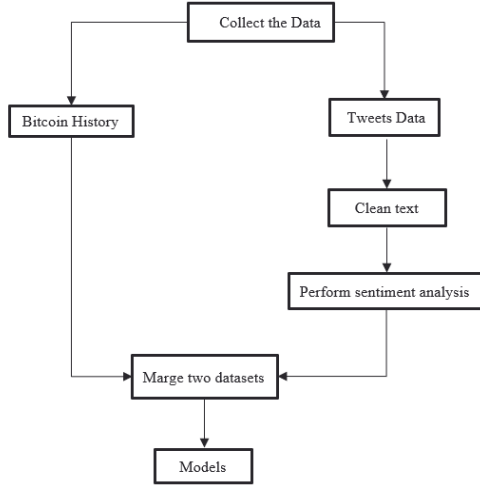 Collect the Data
Bitcoin History
Tweets Data
Clean text
Perform sentiment analysis
Marge two datasets
Models